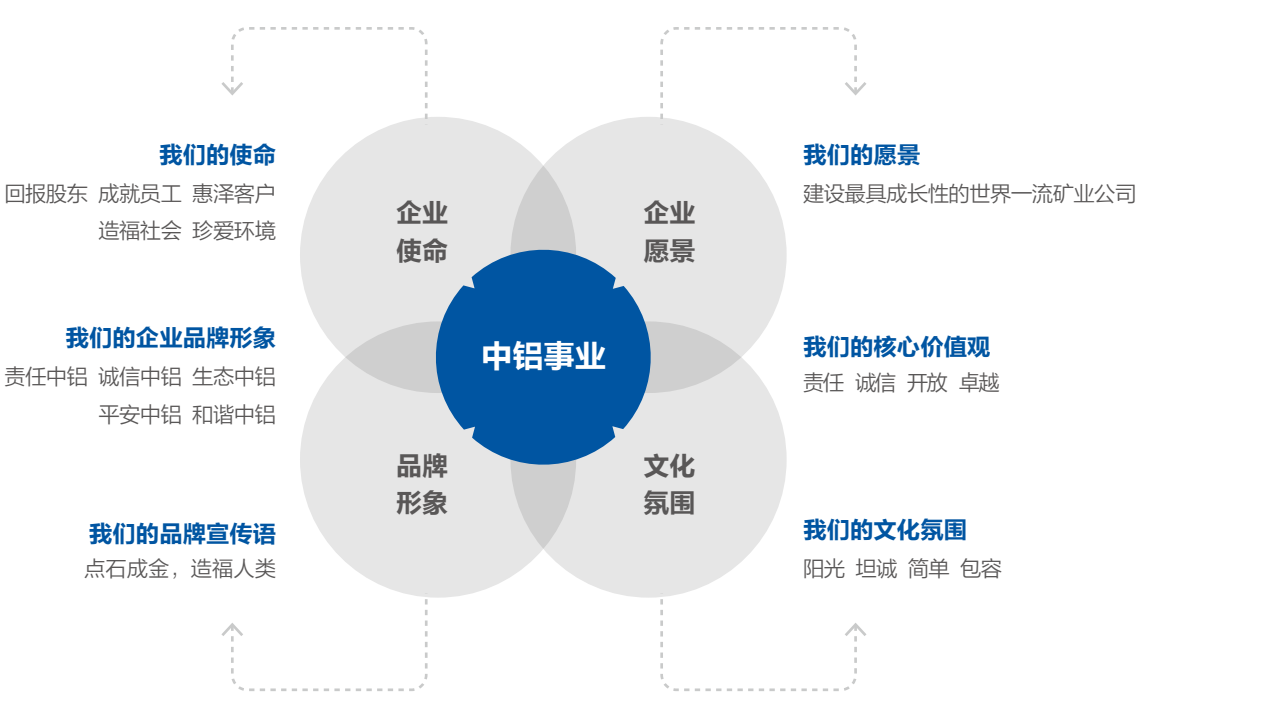 我们的使命
回报股东 成就员工 惠泽客户
造福社会 珍爱环境
我们的企业品牌形象
责任中铝 诚信中铝 生态中铝
平安中铝 和谐中铝
我们的品牌宣传语
点石成金，造福人类
企业
使命
企业
愿景
中铝事业
品牌
形象
文化
氛围
我们的愿景
建设最具成长性的世界一流矿业公司
我们的核心价值观
责任 诚信 开放 卓越
我们的文化氛围
阳光 坦诚 简单 包容